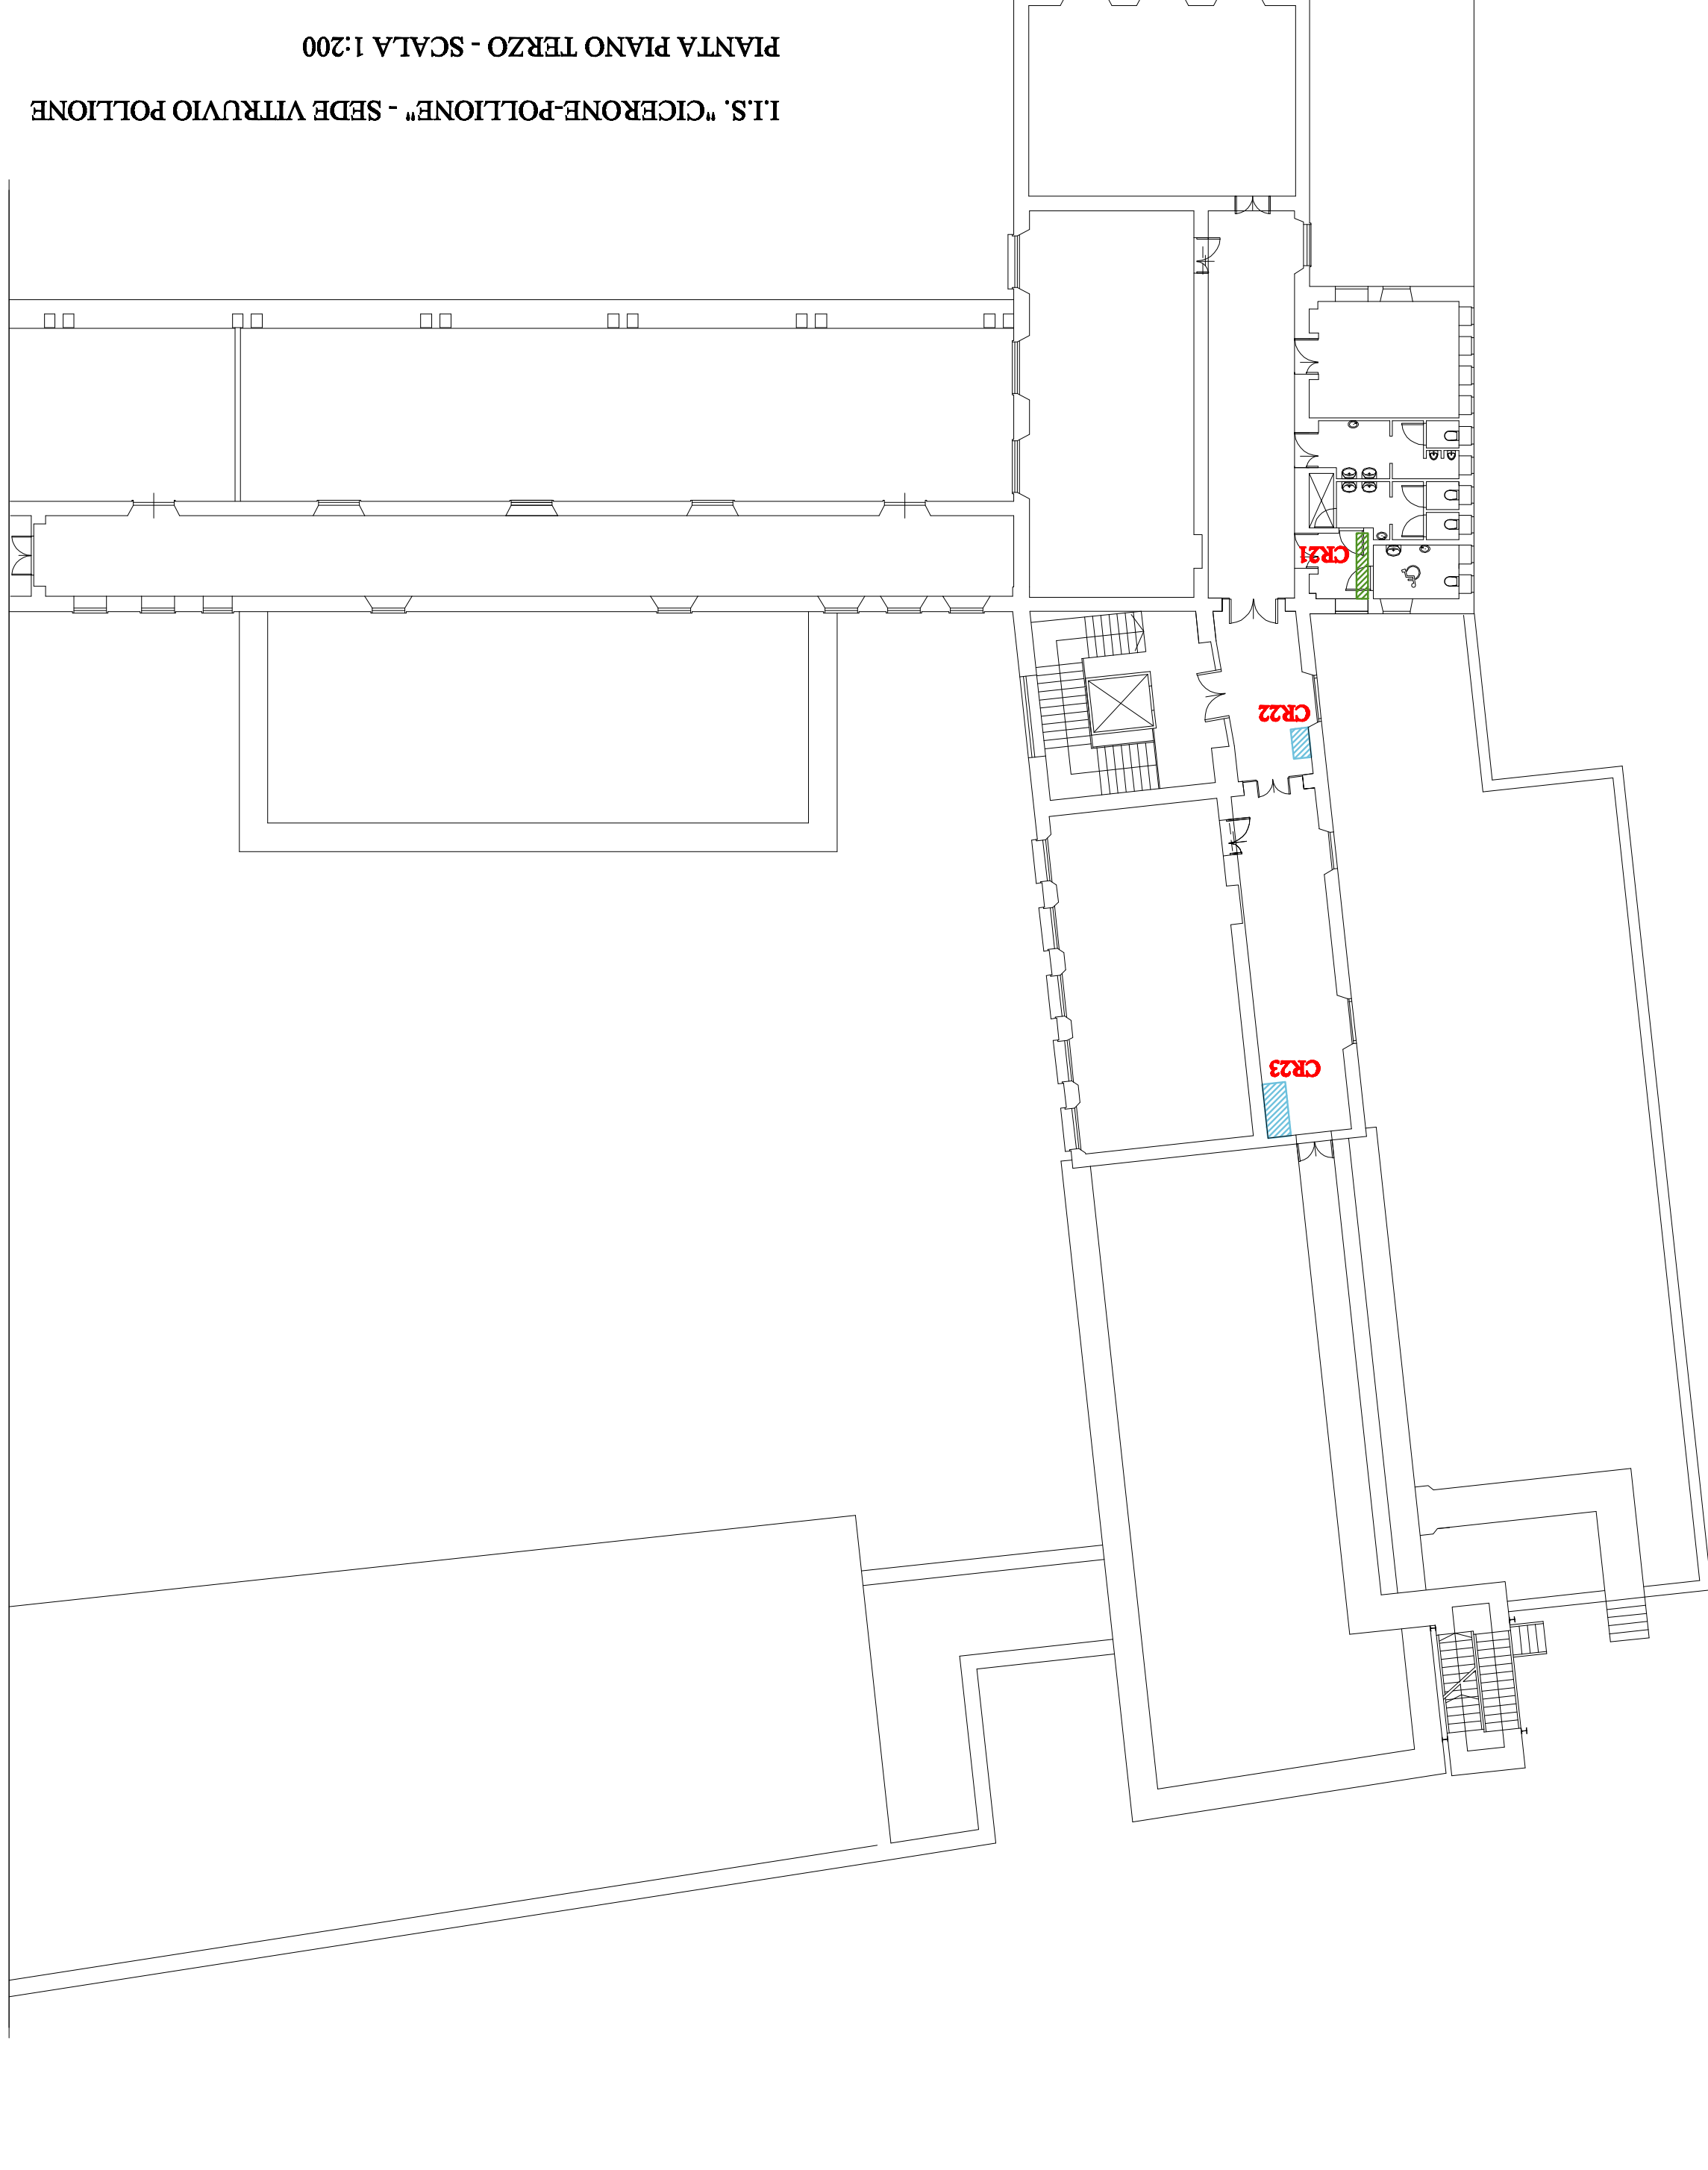 I.I.S. "CICERONE-POLLIONE" - SEDE VITRUVIO POLLIONE
PIANTA PIANO TERZO - SCALA 1:200
CR23
CR22
CR21